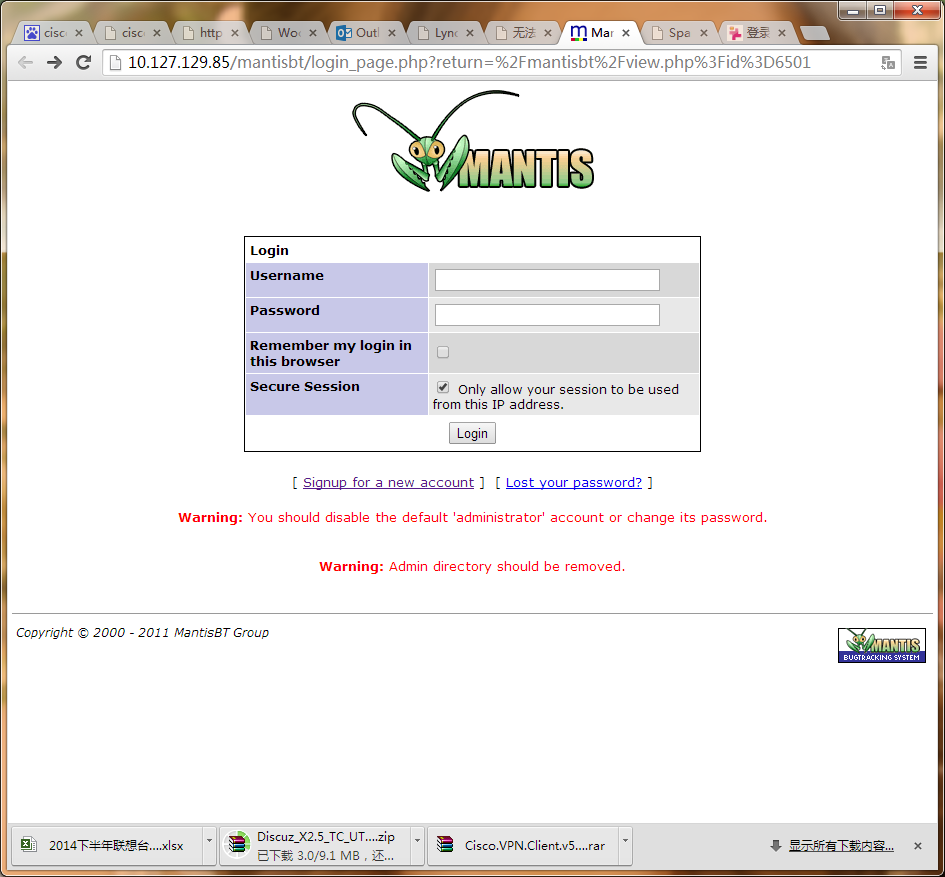 cisc
cisc
http
Wo
Outl
Lyn
无法
Man
Spa
登录
10.127.129.85/mantisbt/login_page.php?return=%2Fmantisbt%2Fview.php%3Fid%3D6501
MANTIS
Login
Username
Password
Remember my login in
this browser
Secure Session
Only allow your session to be used
from this IP address.
Login
[ Signup for a new account ] [ Lost your password? ]
Warning: You should disable the default 'administrator' account or change its password.
Warning: Admin directory should be removed.
Copyright © 2000 - 2011 MantisBT Group
MANTIS
BUGTRACKING SYSTEM
2014下半年联想台....xlsx
Discuz_X2.5_TC_UT....zip
已下载 3.0/9.1 MB，还...
Cisco.VPN.Client.v5....rar
显示所有下载内容...